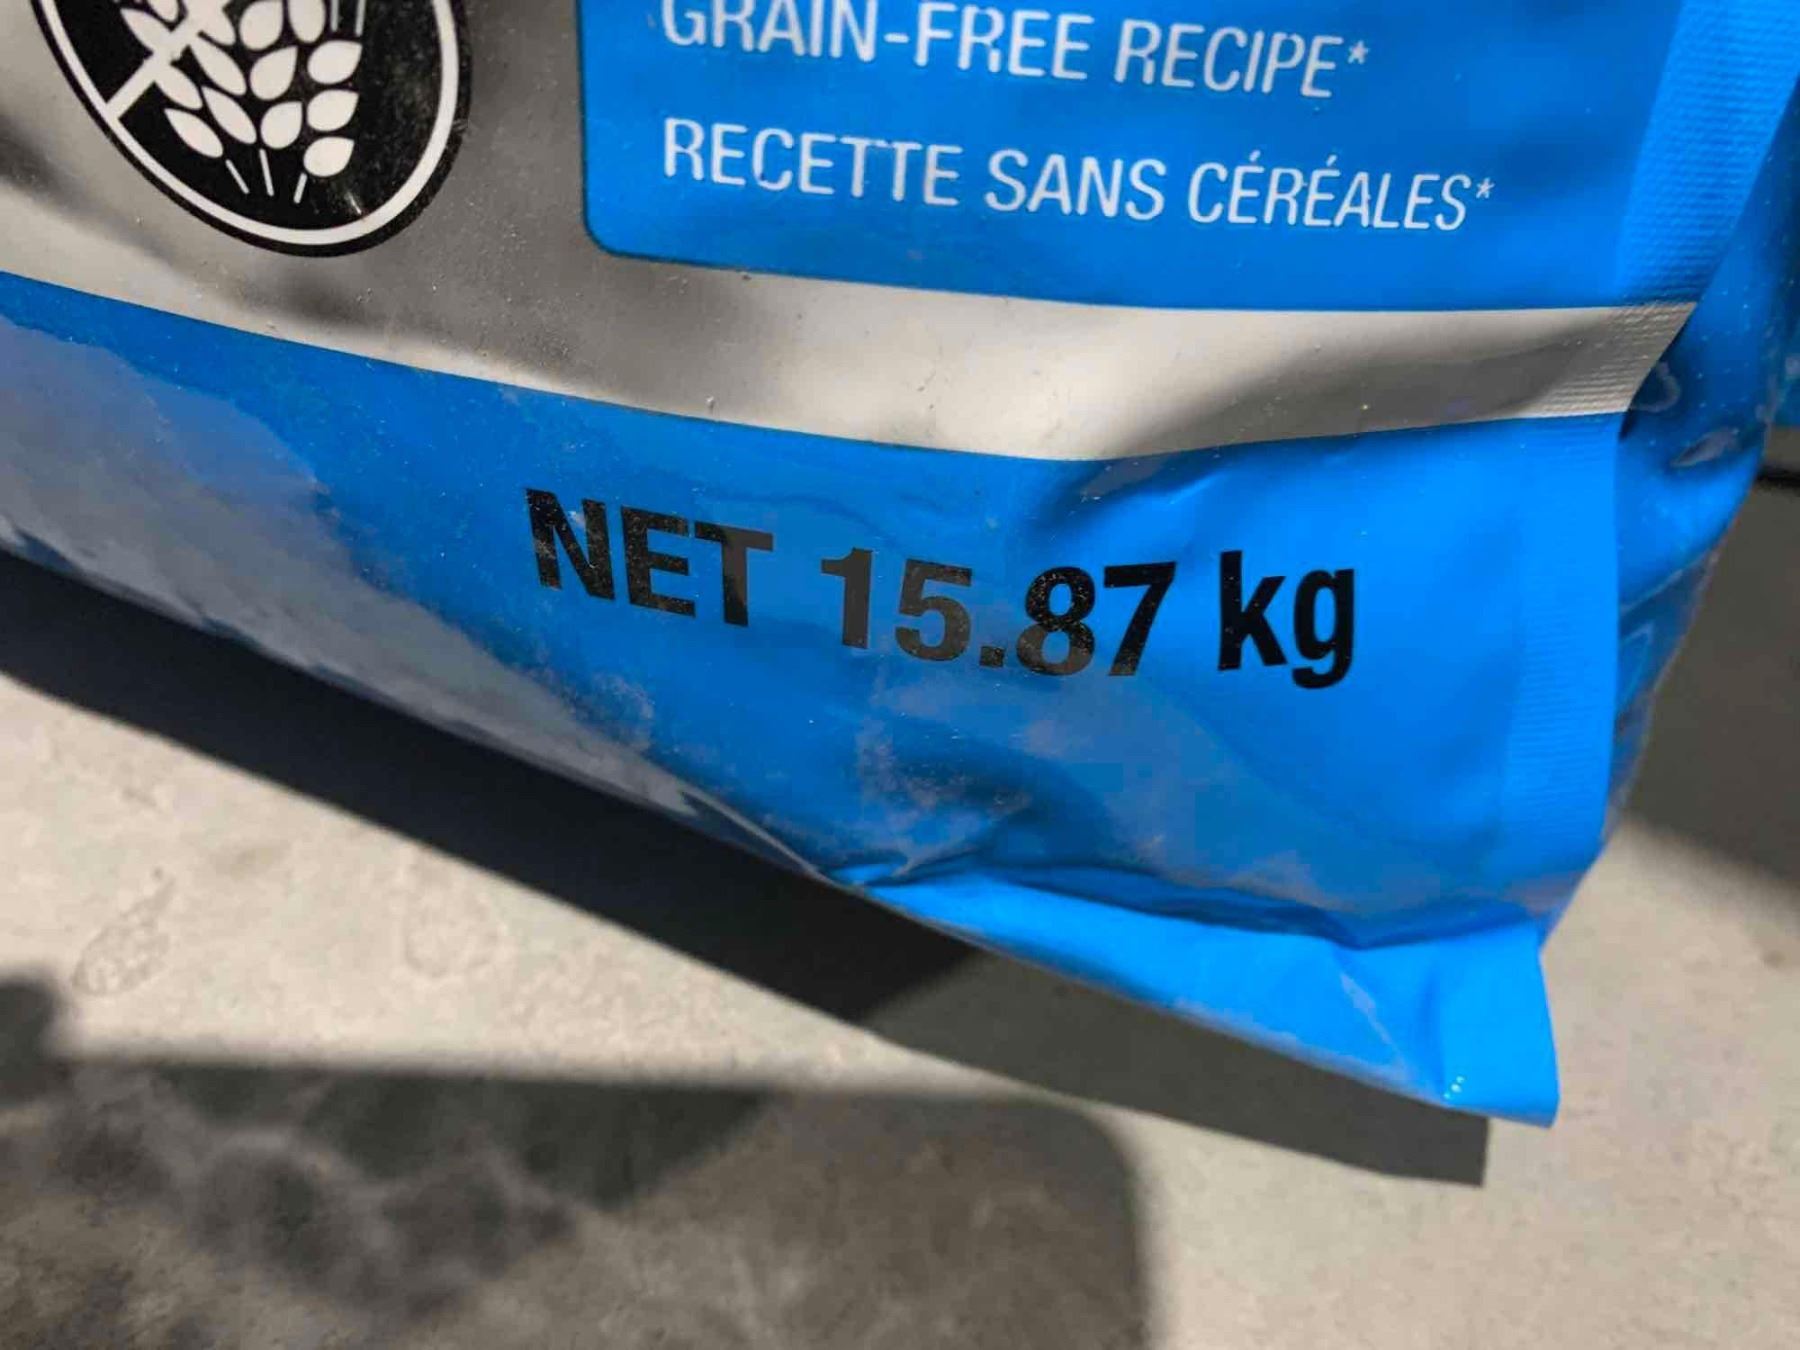 GRAIN-FREE RECIPE*
RECETTE SANS CÉRÉALES*
NET 15.87 kg